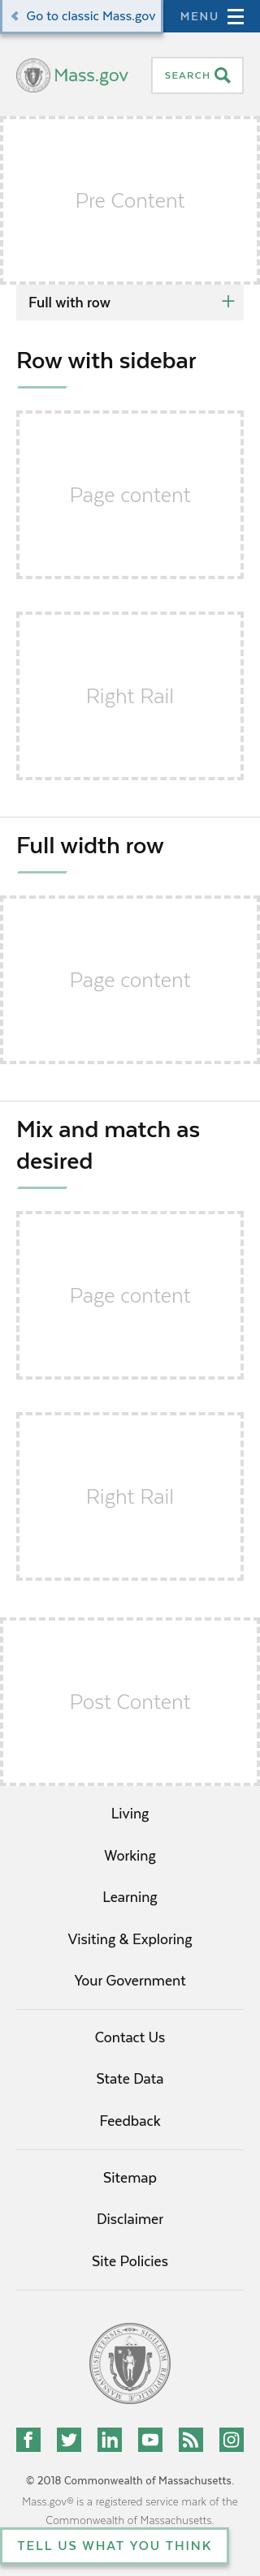 Go to classic Mass.gov
MENU
Mass.gov
SEARCH
Pre Content
Full with row
Row with sidebar
Page content
Right Rail
Full width row
Page content
Mix and match as
desired
Page content
Right Rail
Post Content
Living
Working
Learning
Visiting & Exploring
Your Government
Contact Us
State Data
Feedback
Sitemap
Disclaimer
Site Policies
© 2018 Commonwealth of Massachusetts.
Mass.gov® is a registered service mark of the
Commonwealth of Massachusetts.
TELL US WHAT YOU THINK